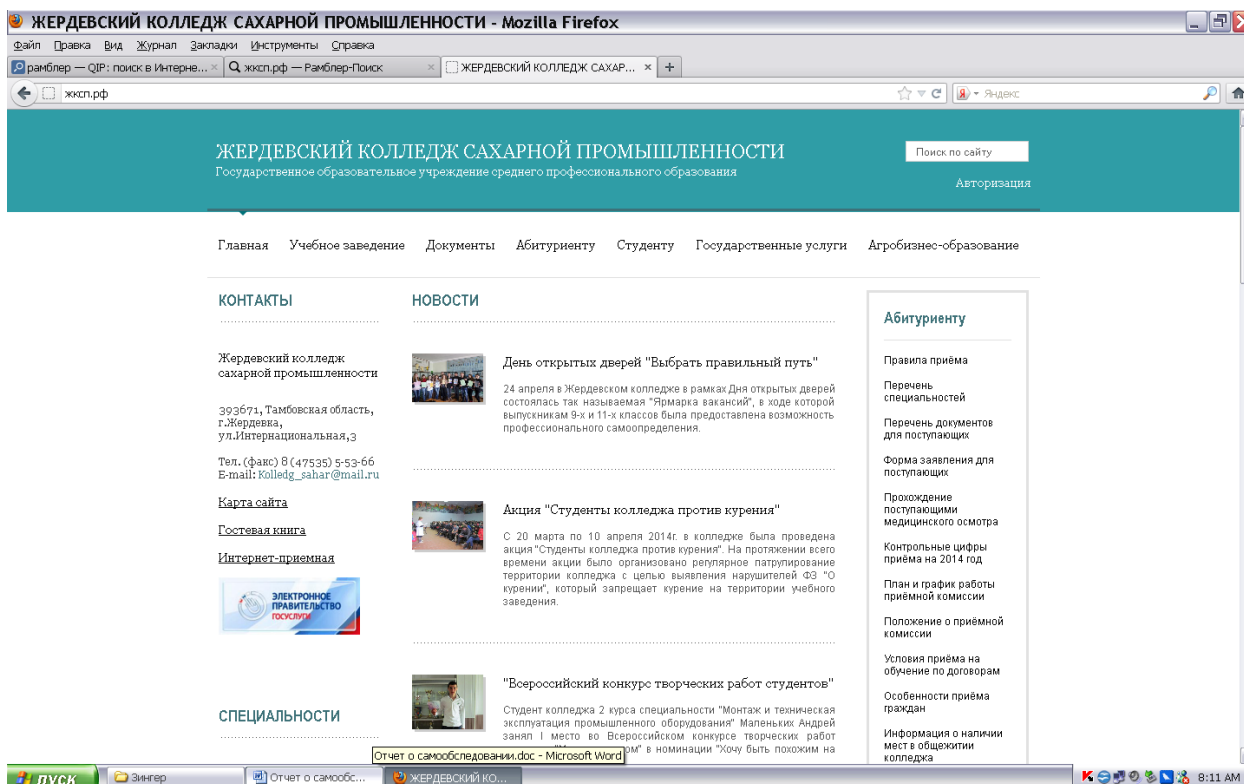 ЖЕРДЕВСКИЙ КОЛЛЕДЖ САХАРНОЙ ПРОМЫШЛЕННОСТИ - Mozilla Firefox
Файл Правка Вид Журнал Закладки Инструменты Справка
рамблер — QIP: поиск в Интерне... жксп.рф — Рамблер-Поиск ЖЕРДЕВСКИЙ КОЛЛЕДЖ САХАР...
жксп.рф Яндекс
ЖЕРДЕВСКИЙ КОЛЛЕДЖ САХАРНОЙ ПРОМЫШЛЕННОСТИ
Государственное образовательное учреждение среднего профессионального образования
Поиск по сайту
Авторизация
Главная Учебное заведение Документы Абитуриенту Студенту Государственные услуги Агробизнес-образование
КОНТАКТЫ
Жердевский колледж
сахарной промышленности
393671, Тамбовская область,
г.Жердевка,
ул.Интернациональная,3
Тел. (факс) 8 (47535) 5-53-66
E-mail: Kolledg_sahar@mail.ru
Карта сайта
Гостевая книга
Интернет-приемная
ЭЛЕКТРОННОЕ
ПРАВИТЕЛЬСТВО
ГОСУСЛУГИ
СПЕЦИАЛЬНОСТИ
НОВОСТИ
День открытых дверей "Выбрать правильный путь"
24 апреля в Жердевском колледже в рамках Дня открытых дверей
состоялась так называемая "Ярмарка вакансий", в ходе которой
выпускникам 9-х и 11-х классов была предоставлена возможность
профессионального самоопределения.
Акция "Студенты колледжа против курения"
С 20 марта по 10 апреля 2014г. в колледже была проведена
акция "Студенты колледжа против курения". На протяжении всего
времени акции было организовано регулярное патрулирование
территории колледжа с целью выявления нарушителей ФЗ "О
курении", который запрещает курение на территории учебного
заведения.
"Всероссийский конкурс творческих работ студентов"
Студент колледжа 2 курса специальности "Монтаж и техническая
эксплуатация промышленного оборудования" Маленьких Андрей
занял I место во Всероссийском конкурсе творческих работ
в номинации "Хочу быть похожим на
Абитуриенту
Правила приёма
Перечень
специальностей
Перечень документов
для поступающих
Форма заявления для
поступающих
Прохождение
поступающими
медицинского осмотра
Контрольные цифры
приёма на 2014 год
План и график работы
приёмной комиссии
Положение о приёмной
комиссии
Условия приёма на
обучение по договорам
Особенности приёма
граждан
Информация о наличии
мест в общежитии
колледжа
Отчет о самообследовании.doc - Microsoft Word
пуск Зингер Отчет о самообс... ЖЕРДЕВСКИЙ КО... 8:11 AM